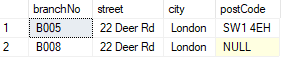 branchNo street city postCode
1 B005 22 Deer Rd London SW1 4EH
2 B008 22 Deer Rd London NULL